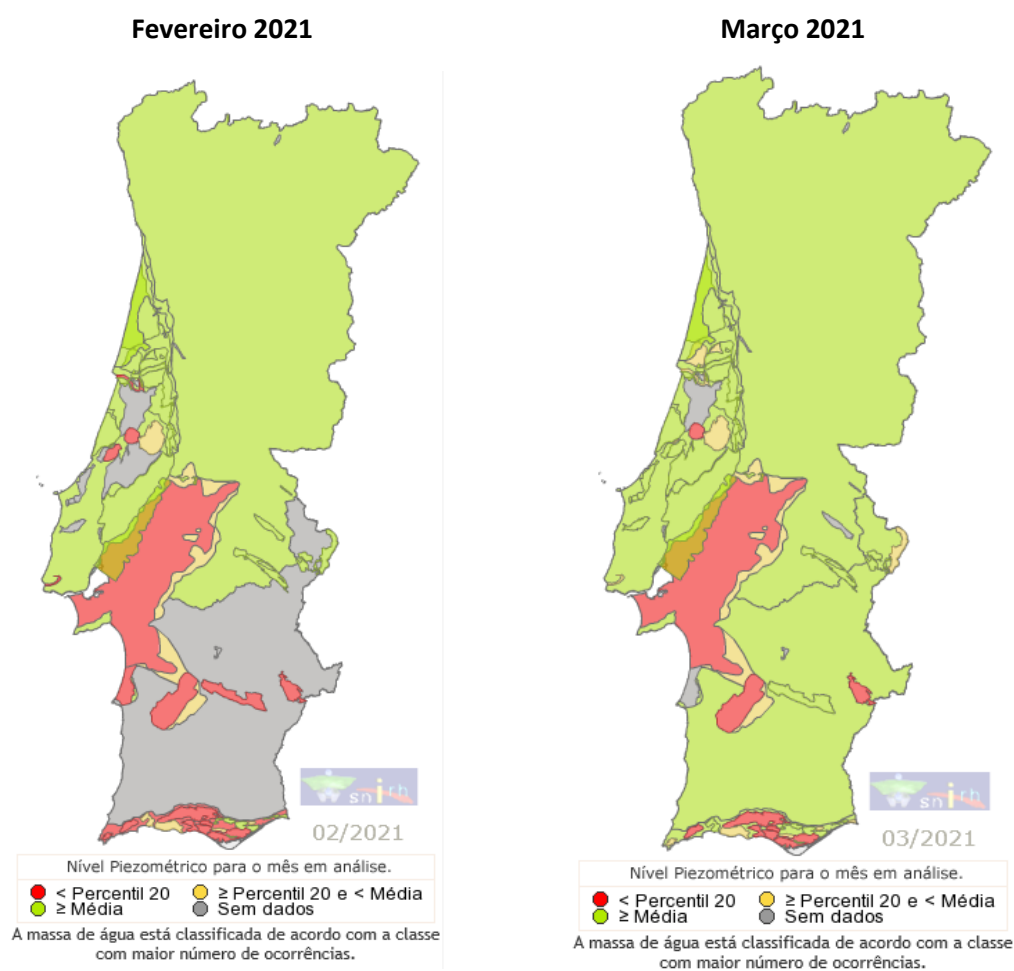 Fevereiro 2021
snirh
02/2021
Nível Piezométrico para o mês em análise.
< Percentil 20
≥ Percentil 20 e < Média
≥ Média
Sem dados
A massa de água está classificada de acordo com a classe
com maior número de ocorrências.
Março 2021
snirh
03/2021
Nível Piezométrico para o mês em análise.
< Percentil 20
≥ Percentil 20 e < Média
≥ Média
Sem dados
A massa de água está classificada de acordo com a classe
com maior número de ocorrências.